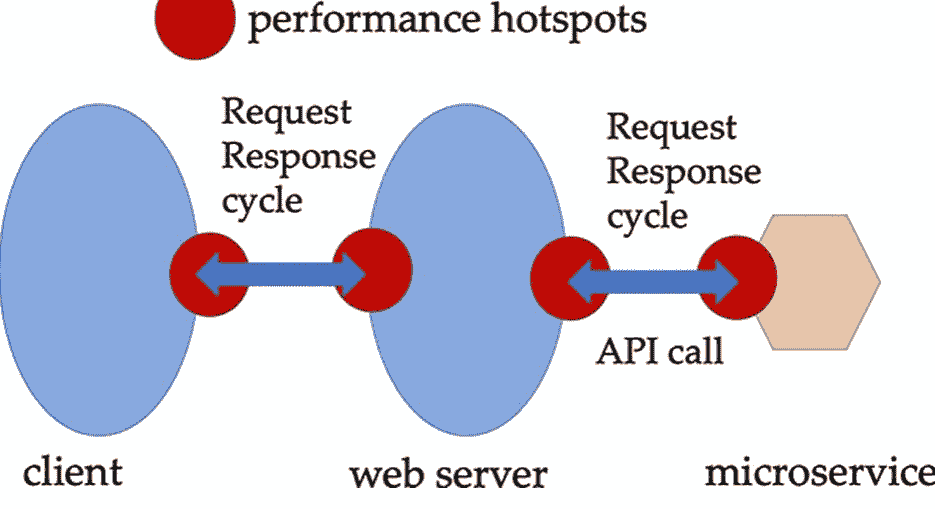 performance hotspots
Request
Response
cycle
Request
Response
cycle
API call
client
web server
microservice